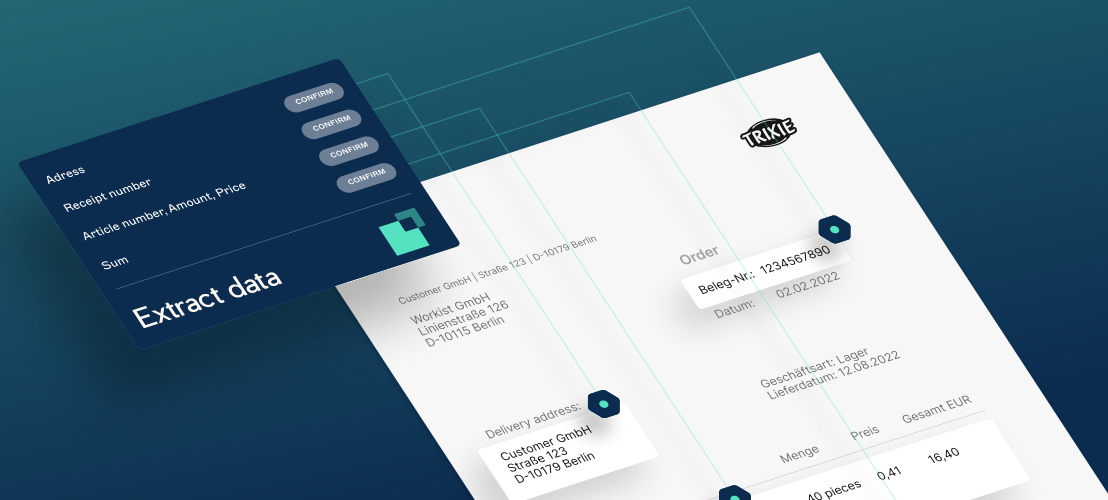 Adress
CONFIRM
Receipt number
CONFIRM
Article number, Amount, Price
CONFIRM
Sum
CONFIRM
Extract data
TRIKIE
Customer GmbH | Straße 123 | D-10179 Berlin
Workist GmbH
Linienstraße 126
D-10115 Berlin
Order
Beleg-Nr.: 1234567890
Datum: 02.02.2022
Geschäftsart: Lager
Lieferdatum: 12.08.2022
Delivery address:
Customer GmbH
Straße 123
D-10179 Berlin
Menge Preis Gesamt EUR
40 pieces 0,41 16,40